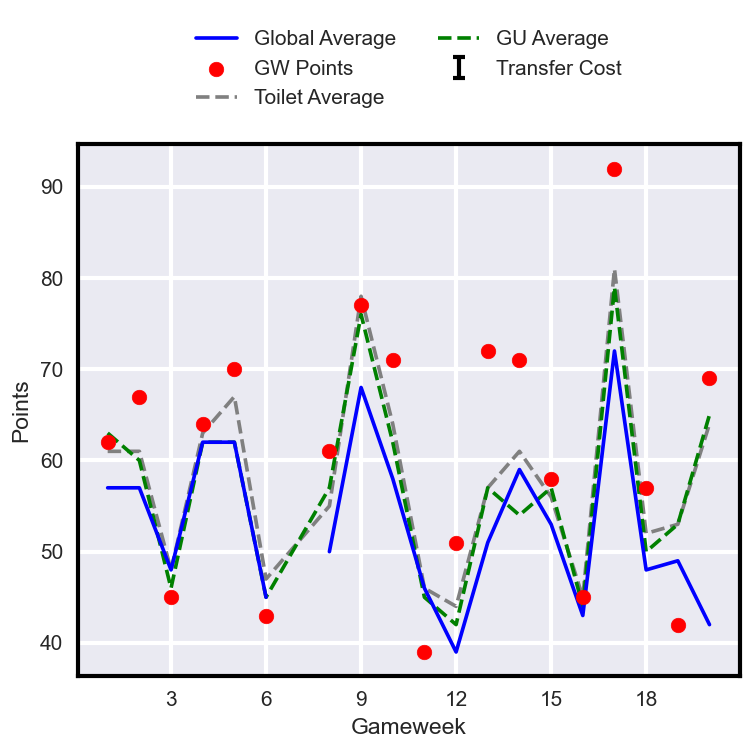 Global Average
GW Points
Toilet Average
GU Average
Transfer Cost
90
80
70
60
50
40
Points
3 6 9 12 15 18
Gameweek